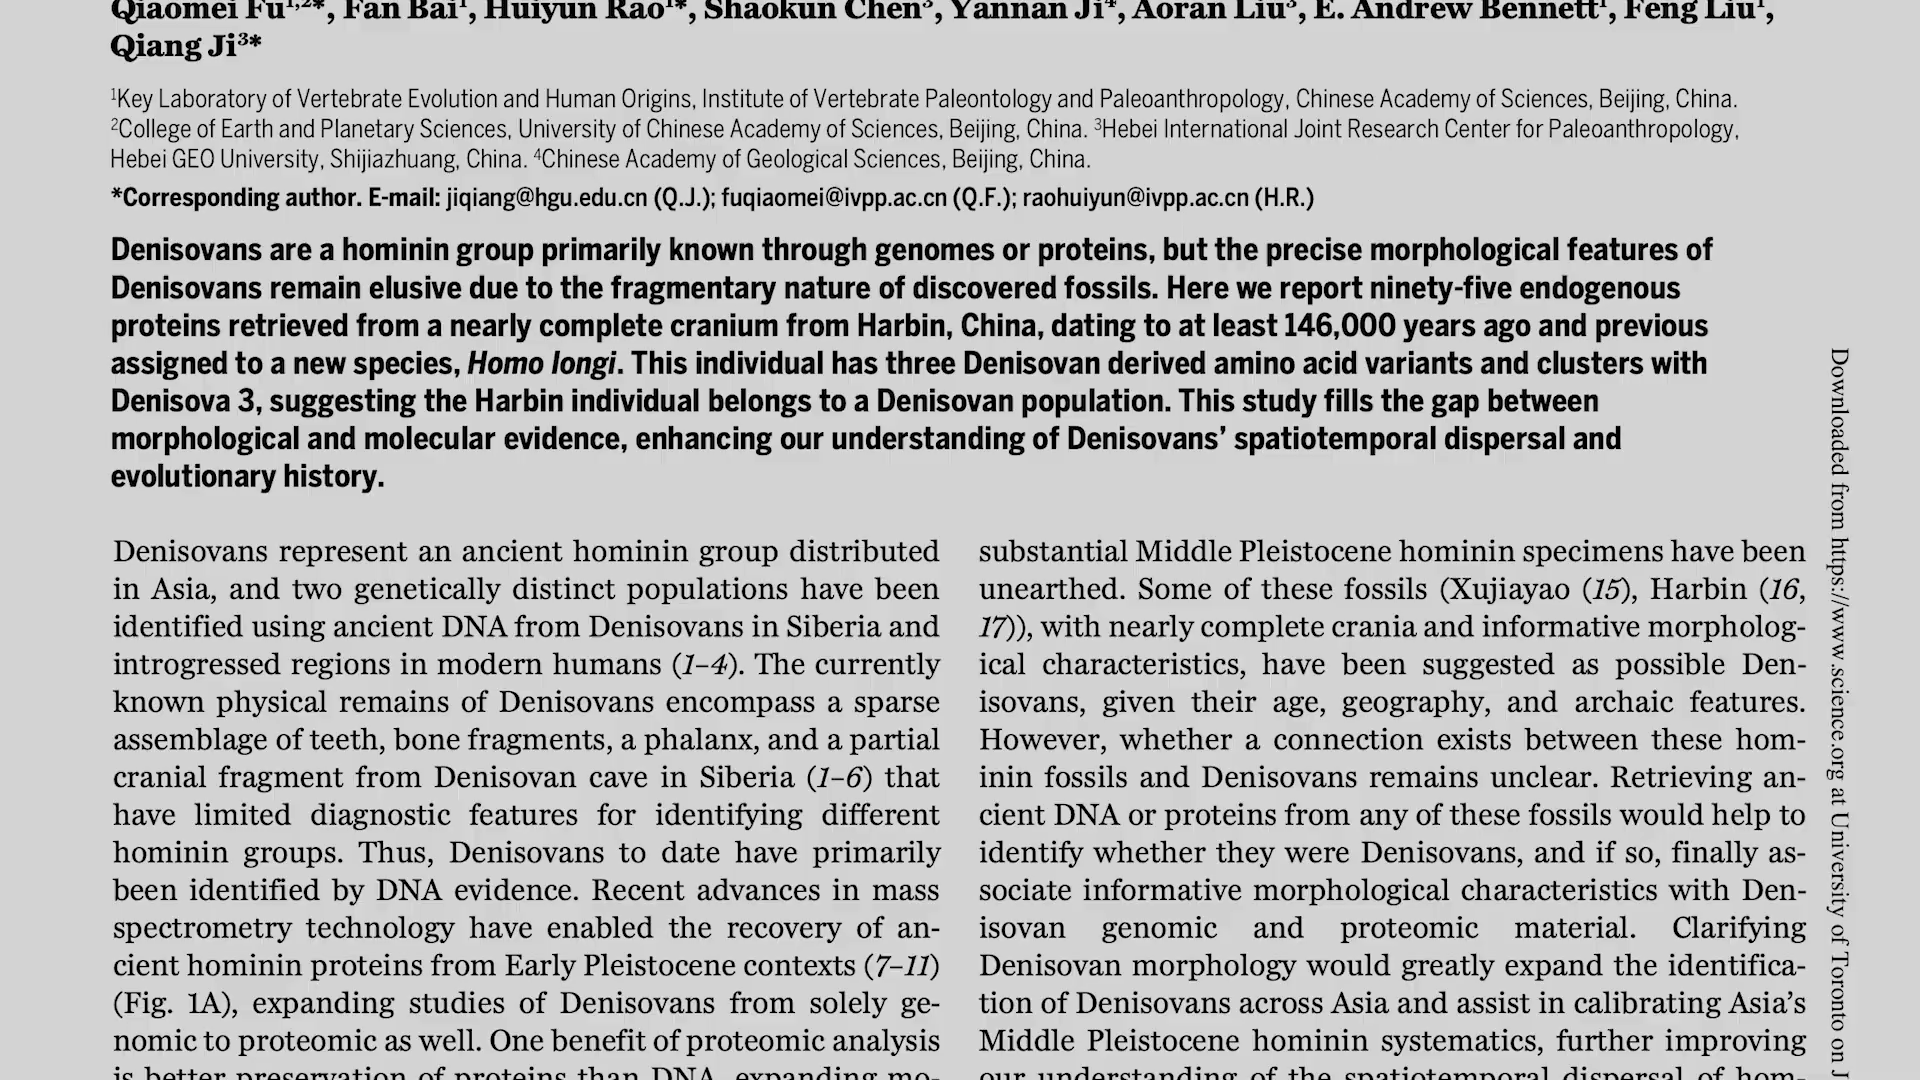 Qiaomei Fu¹,²*, Fan Bai¹, Huiyun Rao¹*, Shaokun Chen³, Yannan Ji⁴, Aoran Liu³, E. Andrew Bennett¹, Feng Liu¹,
Qiang Ji³*
¹Key Laboratory of Vertebrate Evolution and Human Origins, Institute of Vertebrate Paleontology and Paleoanthropology, Chinese Academy of Sciences, Beijing, China.
²College of Earth and Planetary Sciences, University of Chinese Academy of Sciences, Beijing, China. ³Hebei International Joint Research Center for Paleoanthropology,
Hebei GEO University, Shijiazhuang, China. ⁴Chinese Academy of Geological Sciences, Beijing, China.
*Corresponding author. E-mail: jiqiang@hgu.edu.cn (Q.J.); fuqiaomei@ivpp.ac.cn (Q.F.); raohuiyun@ivpp.ac.cn (H.R.)
Denisovans are a hominin group primarily known through genomes or proteins, but the precise morphological features of
Denisovans remain elusive due to the fragmentary nature of discovered fossils. Here we report ninety-five endogenous
proteins retrieved from a nearly complete cranium from Harbin, China, dating to at least 146,000 years ago and previous
assigned to a new species, Homo longi. This individual has three Denisovan derived amino acid variants and clusters with
Denisova 3, suggesting the Harbin individual belongs to a Denisovan population. This study fills the gap between
morphological and molecular evidence, enhancing our understanding of Denisovans’ spatiotemporal dispersal and
evolutionary history.
Denisovans represent an ancient hominin group distributed
in Asia, and two genetically distinct populations have been
identified using ancient DNA from Denisovans in Siberia and
introgressed regions in modern humans (1–4). The currently
known physical remains of Denisovans encompass a sparse
assemblage of teeth, bone fragments, a phalanx, and a partial
cranial fragment from Denisovan cave in Siberia (1–6) that
have limited diagnostic features for identifying different
hominin groups. Thus, Denisovans to date have primarily
been identified by DNA evidence. Recent advances in mass
spectrometry technology have enabled the recovery of an-
cient hominin proteins from Early Pleistocene contexts (7–11)
(Fig. 1A), expanding studies of Denisovans from solely ge-
nomic to proteomic as well. One benefit of proteomic analysis
is better preservation of proteins than DNA, expanding mo-
substantial Middle Pleistocene hominin specimens have been
unearthed. Some of these fossils (Xujiayao (15), Harbin (16,
17)), with nearly complete crania and informative morpholog-
ical characteristics, have been suggested as possible Den-
isovans, given their age, geography, and archaic features.
However, whether a connection exists between these hom-
inin fossils and Denisovans remains unclear. Retrieving an-
cient DNA or proteins from any of these fossils would help to
identify whether they were Denisovans, and if so, finally as-
sociate informative morphological characteristics with Den-
isovan genomic and proteomic material. Clarifying
Denisovan morphology would greatly expand the identifica-
tion of Denisovans across Asia and assist in calibrating Asia’s
Middle Pleistocene hominin systematics, further improving
our understanding of the spatiotemporal dispersal of hom-
Downloaded from https://www.science.org at University of Toronto on J